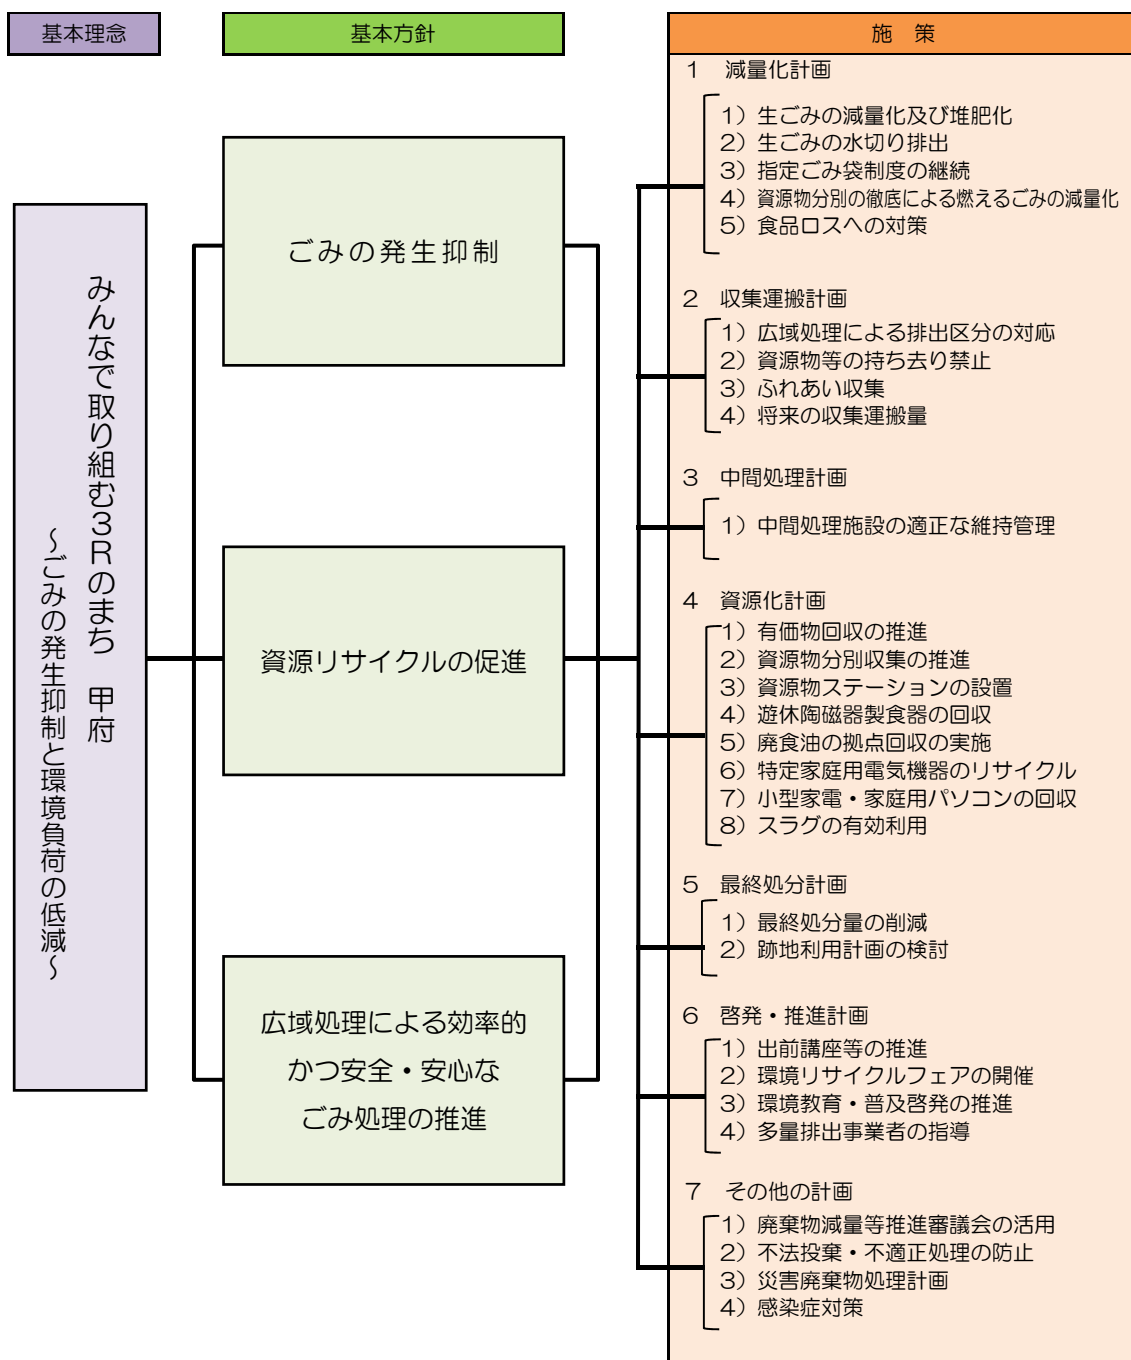 基本理念
基本方針
施　策
みんなで取り組む３Ｒのまち　甲府
～ごみの発生抑制と環境負荷の低減～
ごみの発生抑制
資源リサイクルの促進
広域処理による効率的
かつ安全・安心な
ごみ処理の推進
１　減量化計画
１）生ごみの減量化及び堆肥化
２）生ごみの水切り排出
３）指定ごみ袋制度の継続
４）資源物分別の徹底による燃えるごみの減量化
５）食品ロスへの対策
２　収集運搬計画
１）広域処理による排出区分の対応
２）資源物等の持ち去り禁止
３）ふれあい収集
４）将来の収集運搬量
３　中間処理計画
１）中間処理施設の適正な維持管理
４　資源化計画
１）有価物回収の推進
２）資源物分別収集の推進
３）資源物ステーションの設置
４）遊休陶磁器製食器の回収
５）廃食油の拠点回収の実施
６）特定家庭用電気機器のリサイクル
７）小型家電・家庭用パソコンの回収
８）スラグの有効利用
５　最終処分計画
１）最終処分量の削減
２）跡地利用計画の検討
６　啓発・推進計画
１）出前講座等の推進
２）環境リサイクルフェアの開催
３）環境教育・普及啓発の推進
４）多量排出事業者の指導
７　その他の計画
１）廃棄物減量等推進審議会の活用
２）不法投棄・不適正処理の防止
３）災害廃棄物処理計画
４）感染症対策